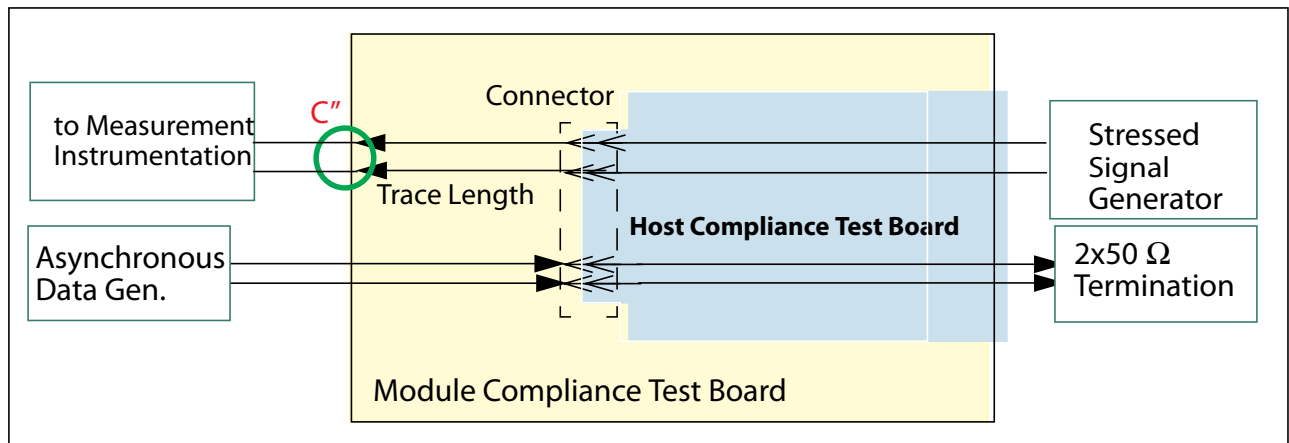 to Measurement
Instrumentation
C”
Connector
Stressed
Signal
Generator
Trace Length
Host Compliance Test Board
Asynchronous
Data Gen.
2x50 Ω
Termination
Module Compliance Test Board